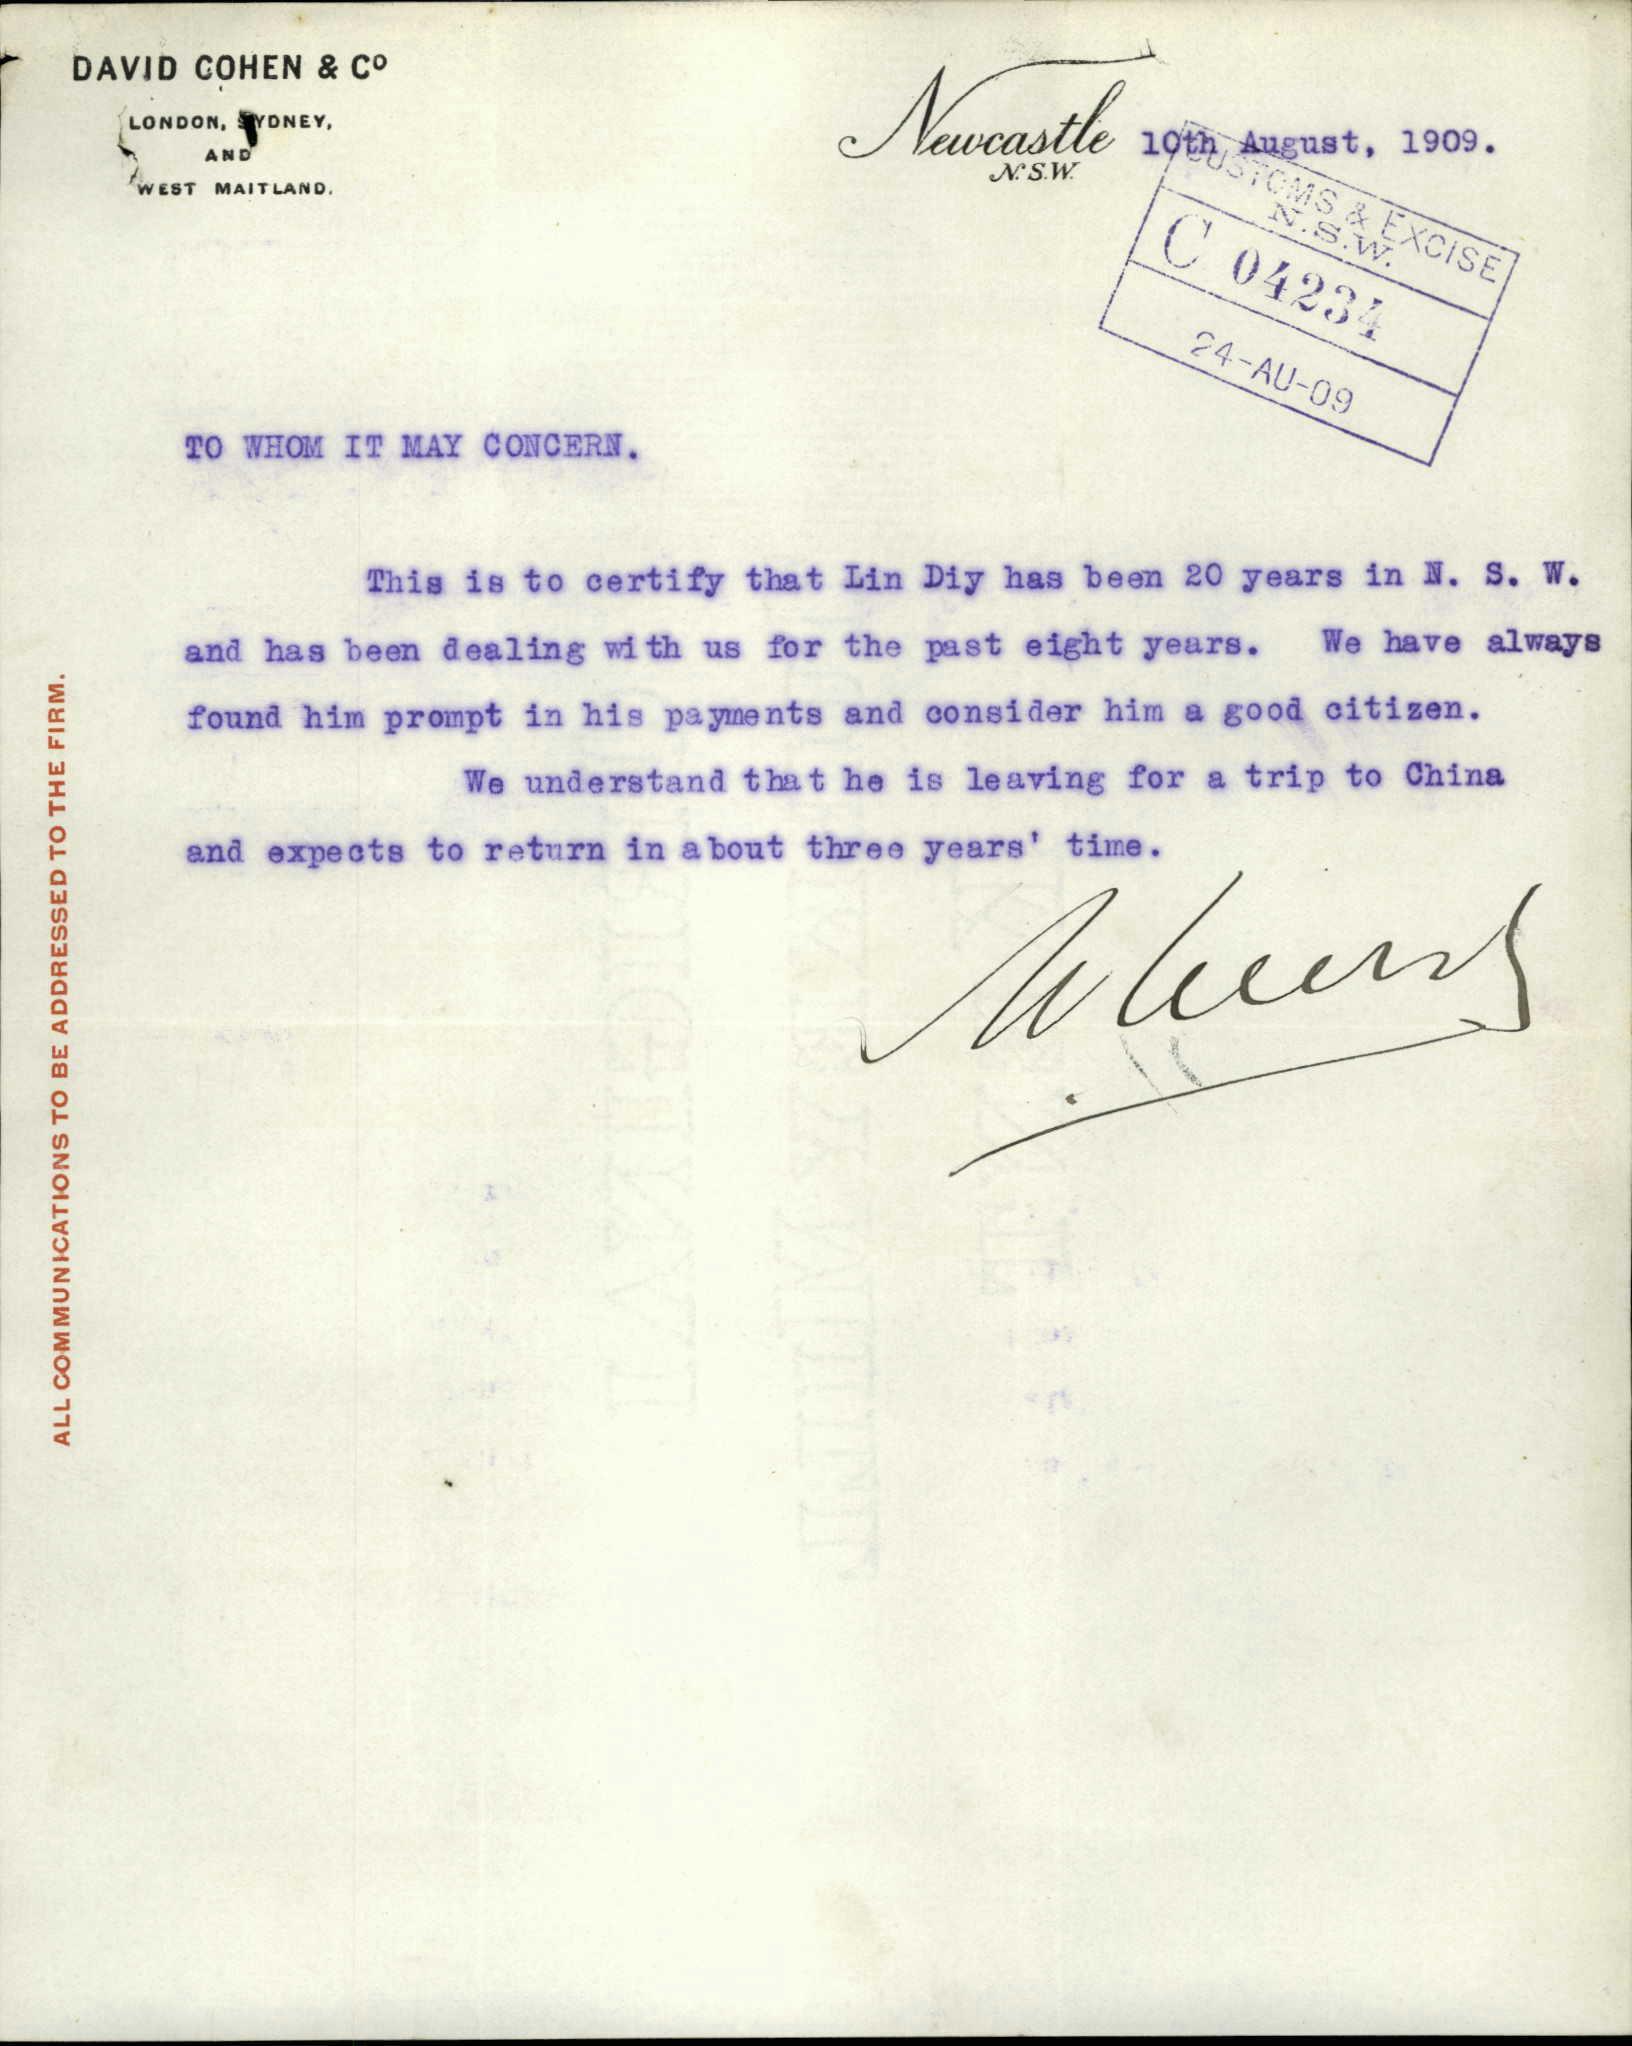 DAVID COHEN & Co
LONDON, SYDNEY,
AND
WEST MAITLAND.
Newcastle 10th August, 1909.
N.S.W.
CUSTOMS & EXCISE
N.S.W.
C 04234
24-AU-09
TO WHOM IT MAY CONCERN.
This is to certify that Lin Diy has been 20 years in N. S. W.
and has been dealing with us for the past eight years. We have always
found him prompt in his payments and consider him a good citizen.
We understand that he is leaving for a trip to China
and expects to return in about three years' time.
ALL COMMUNICATIONS TO BE ADDRESSED TO THE FIRM.